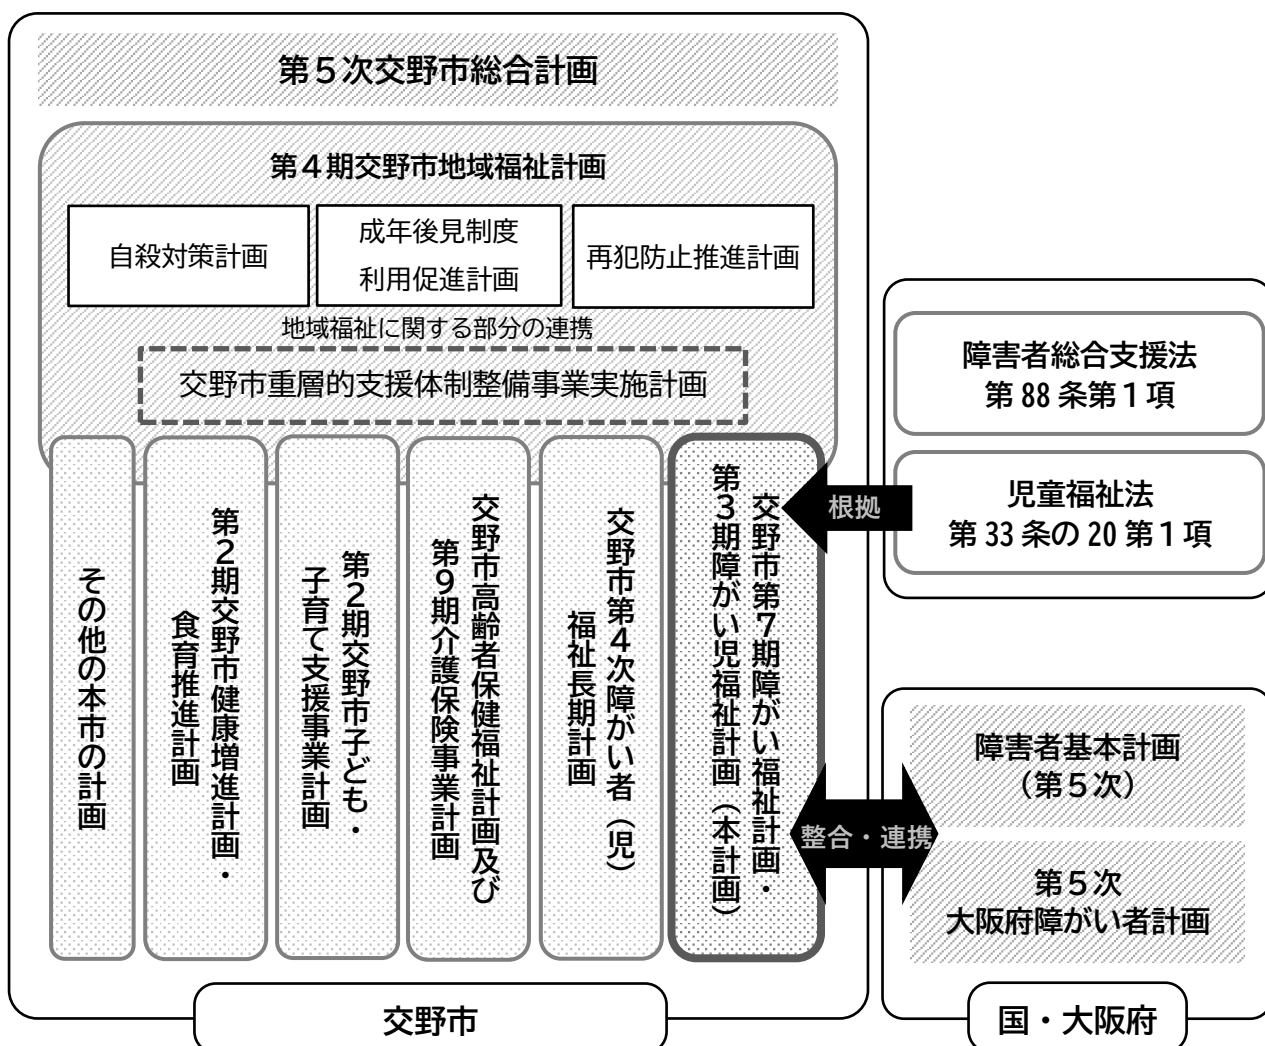 第５次交野市総合計画
第４期交野市地域福祉計画
自殺対策計画
成年後見制度
利用促進計画
再犯防止推進計画
地域福祉に関する部分の連携
交野市重層的支援体制整備事業実施計画
その他の本市の計画
第２期交野市健康増進計画・
食育推進計画
第２期交野市子ども・
子育て支援事業計画
交野市高齢者保健福祉計画及び
第９期介護保険事業計画
交野市第４次障がい者（児）
福祉長期計画
交野市第７期障がい福祉計画・
第３期障がい児福祉計画（本計画）
交野市
障害者総合支援法
第 88 条第１項
児童福祉法
第 33 条の 20 第１項
根拠
障害者基本計画
（第５次）
整合・連携
第５次
大阪府障がい者計画
国・大阪府